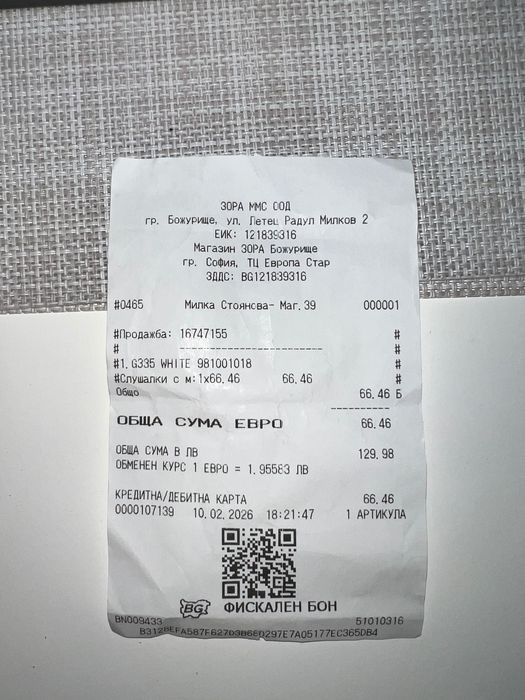 ЗОРА ММС ООД
гр. Божурище, ул. Летец Радул Милков 2
ЕИК: 121839316
Магазин ЗОРА Божурище
гр. София, ТЦ Европа Стар
ЗДДС: BG121839316
#0465 Милка Стоянова- Маг.39 000001
#Продажба: 16747155 #
# ------------------------ #
#1. G335 WHITE 981001018 #
#Слушалки с м:1x66.46 66.46 #
Общо 66.46 Б
----------
ОБЩА СУМА ЕВРО 66.46
ОБЩА СУМА В ЛВ 129.98
ОБМЕНЕН КУРС 1 ЕВРО = 1.95583 ЛВ
КРЕДИТНА/ДЕБИТНА КАРТА 66.46
0000107139 10.02.2026 18:21:47 1 АРТИКУЛА
BG ФИСКАЛЕН БОН
BN009433 51010316